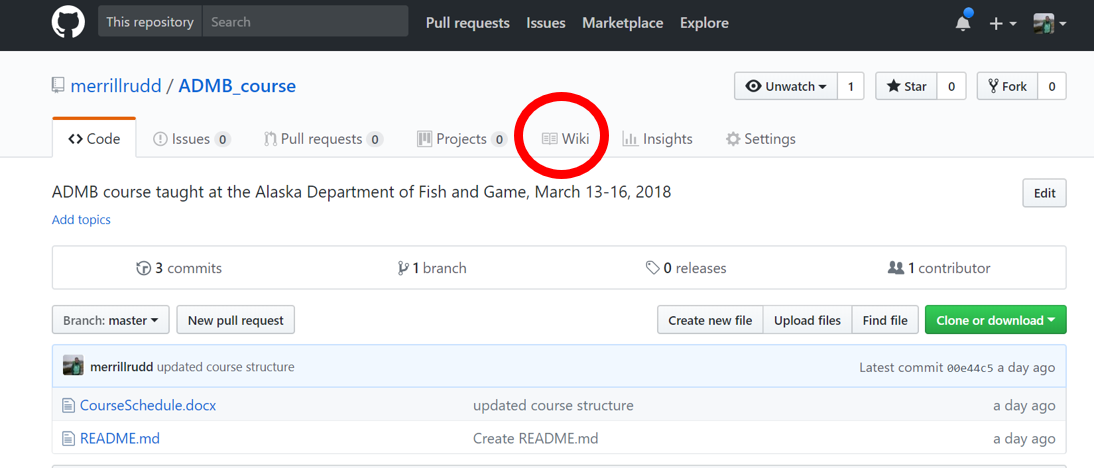 This repository Search Pull requests Issues Marketplace Explore
merrillrudd / ADMB_course Unwatch 1 Star 0 Fork 0
Code Issues 0 Pull requests 0 Projects 0 Wiki Insights Settings
ADMB course taught at the Alaska Department of Fish and Game, March 13-16, 2018 Edit
Add topics
3 commits 1 branch 0 releases 1 contributor
Branch: master New pull request Create new file Upload files Find file Clone or download
merrillrudd updated course structure Latest commit 00e44c5 a day ago
CourseSchedule.docx updated course structure a day ago
README.md Create README.md a day ago